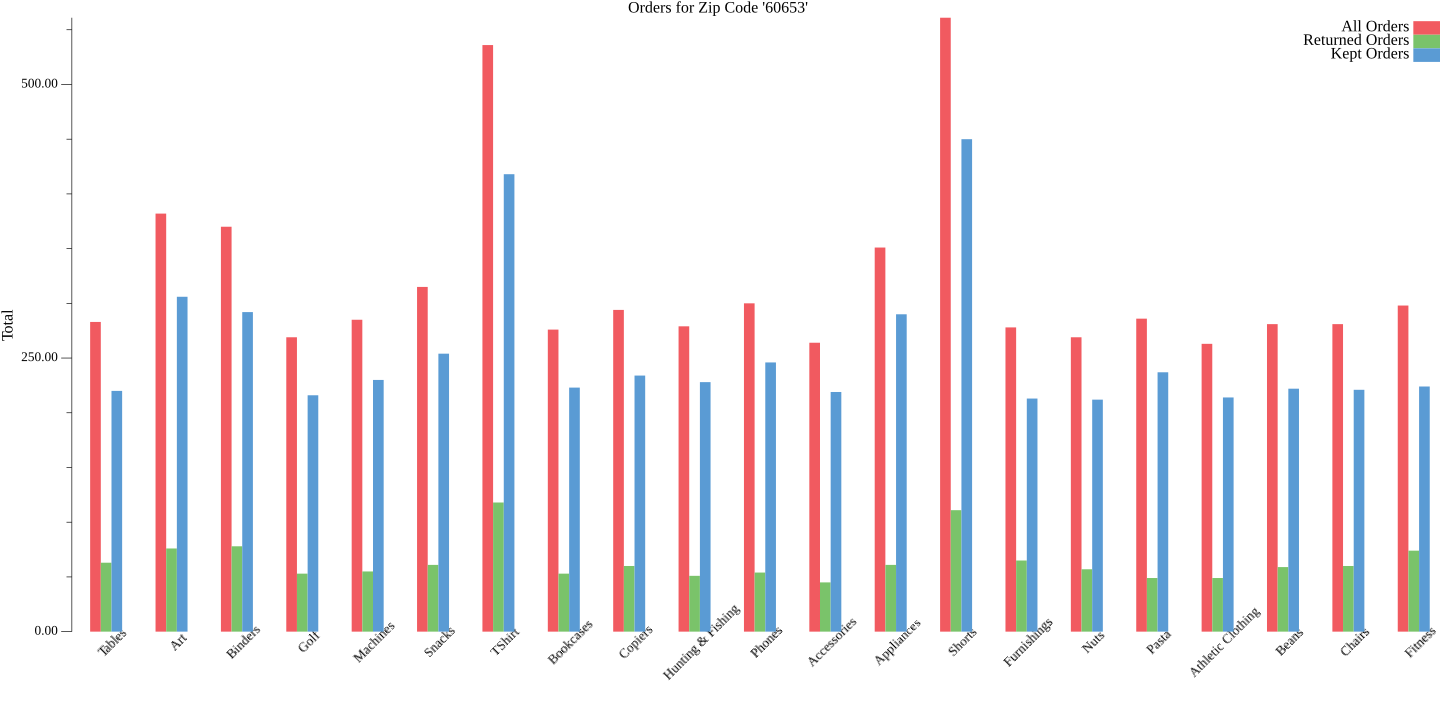 Orders for Zip Code '60653'
All Orders
Returned Orders
Kept Orders
500.00
250.00
0.00
Total
Tables
Art
Binders
Golf
Machines
Snacks
TShirt
Bookcases
Copiers
Hunting & Fishing
Phones
Accessories
Appliances
Shorts
Furnishings
Nuts
Pasta
Athletic Clothing
Beans
Chairs
Fitness